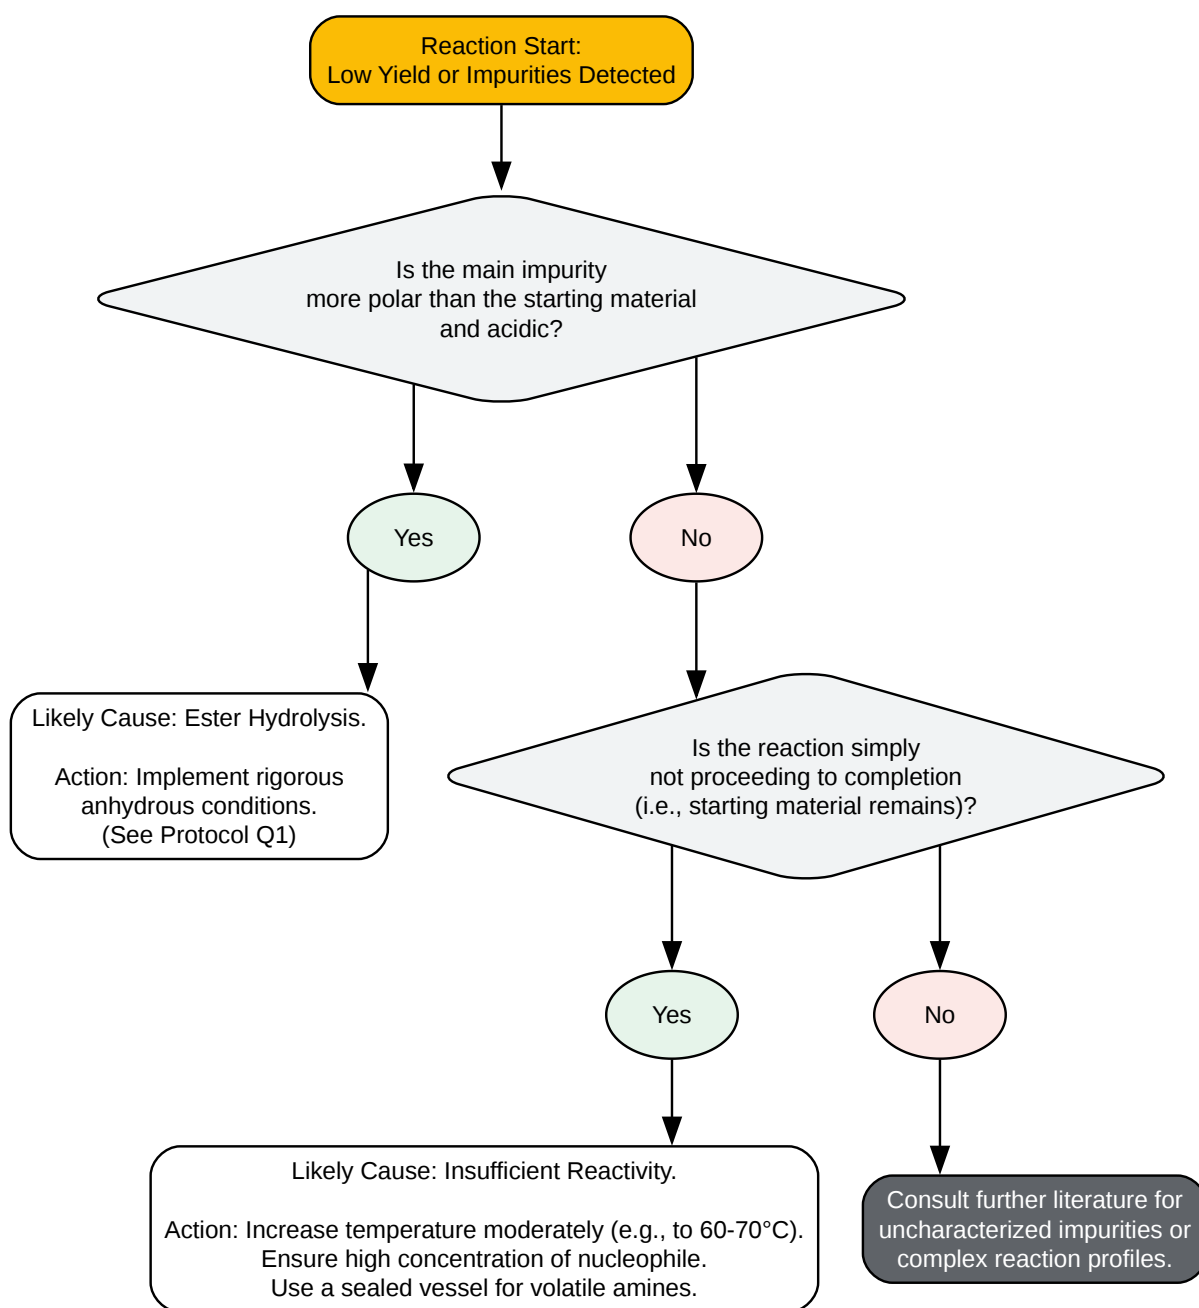 Reaction Start:
Low Yield or Impurities Detected
Is the main impurity
more polar than the starting material
and acidic?
Yes
No
Likely Cause: Ester Hydrolysis.
Action: Implement rigorous
anhydrous conditions.
(See Protocol Q1)
Is the reaction simply
not proceeding to completion
(i.e., starting material remains)?
Yes
No
Likely Cause: Insufficient Reactivity.
Action: Increase temperature moderately (e.g., to 60-70°C).
Ensure high concentration of nucleophile.
Use a sealed vessel for volatile amines.
Consult further literature for
uncharacterized impurities or
complex reaction profiles.